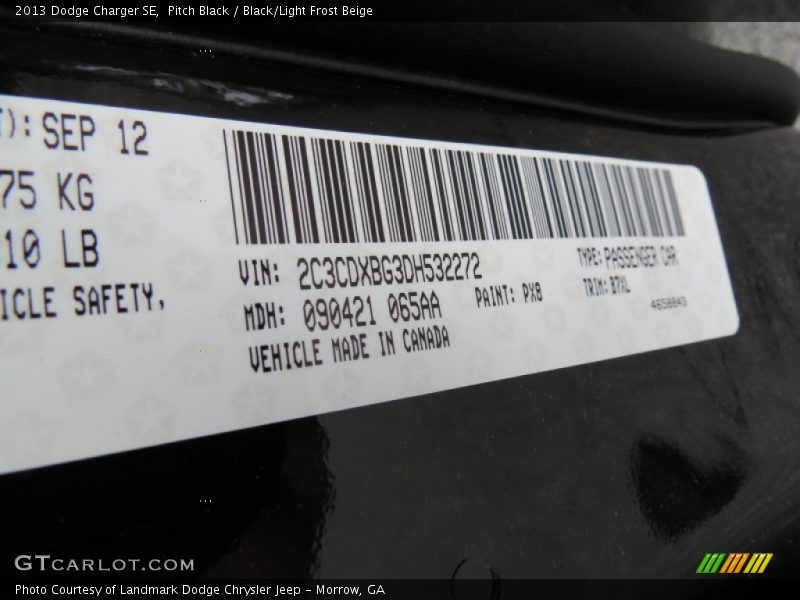 2013 Dodge Charger SE,  Pitch Black / Black/Light Frost Beige
): SEP 12
75 KG
10 LB
ICLE SAFETY,
VIN: 2C3CDXBG3DH532272
TYPE: PASSENGER CAR
MDH: 090421 065AA
PAINT: PX8
TRIM: B7XL
VEHICLE MADE IN CANADA
4658843
GTCARLOT.COM
Photo Courtesy of Landmark Dodge Chrysler Jeep – Morrow, GA